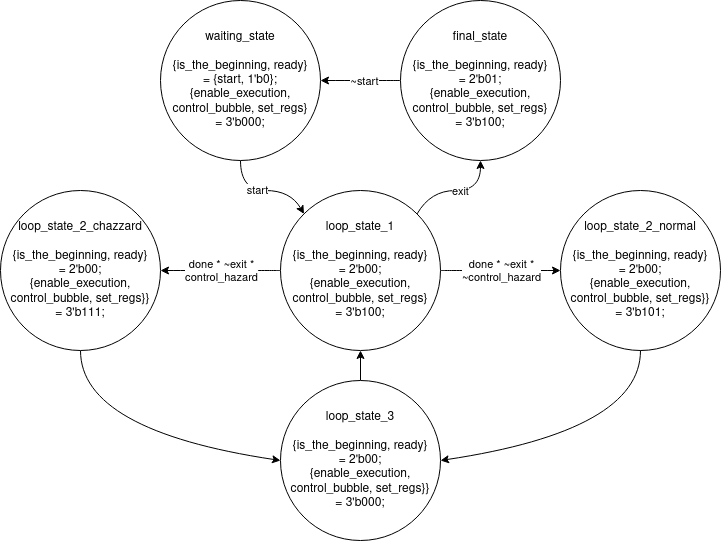 waiting_state
{is_the_beginning, ready}
= {start, 1'b0};
{enable_execution,
control_bubble, set_regs}
= 3'b000;
final_state
{is_the_beginning, ready}
= 2'b01;
{enable_execution,
control_bubble, set_regs}
= 3'b100;
~start
start
exit
loop_state_2_chazzard
{is_the_beginning, ready}
= 2'b00;
{enable_execution,
control_bubble, set_regs}}
= 3'b111;
done * ~exit *
control_hazard
loop_state_1
{is_the_beginning, ready}
= 2'b00;
{enable_execution,
control_bubble, set_regs}
= 3'b100;
done * ~exit *
~control_hazard
loop_state_2_normal
{is_the_beginning, ready}
= 2'b00;
{enable_execution,
control_bubble, set_regs}}
= 3'b101;
loop_state_3
{is_the_beginning, ready}
= 2'b00;
{enable_execution,
control_bubble, set_regs}}
= 3'b000;